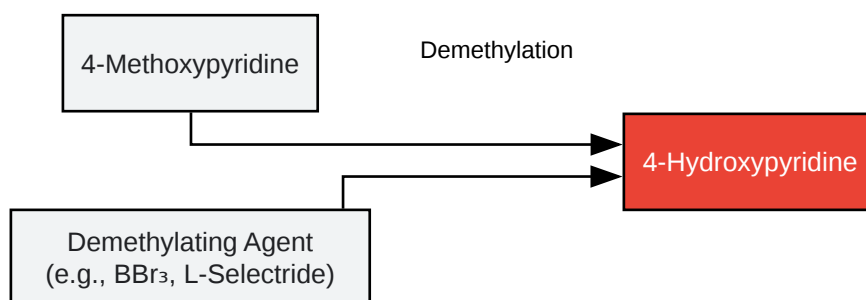 4-Methoxypyridine
Demethylation
4-Hydroxypyridine
Demethylating Agent
(e.g., BBr₃, L-Selectride)